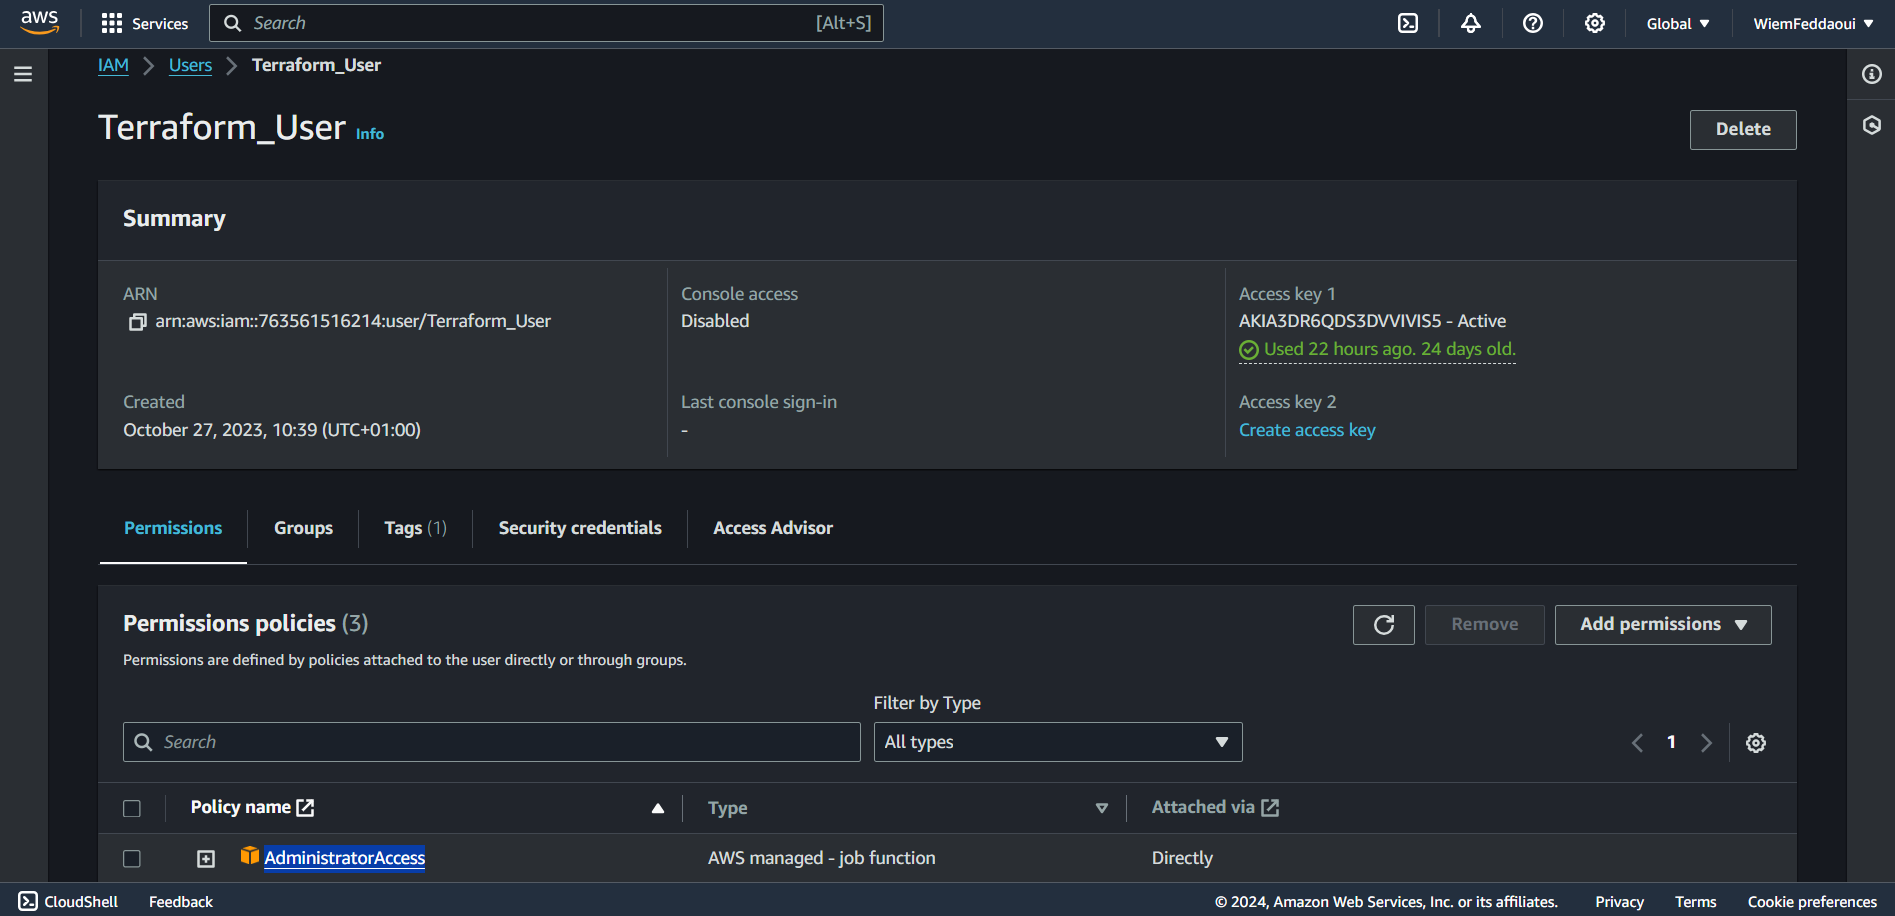 aws
Services
Search
[Alt+S]
Global
WiemFeddaoui
IAM
Users
Terraform_User
Terraform_User Info
Delete
Summary
ARN
arn:aws:iam::763561516214:user/Terraform_User
Console access
Disabled
Access key 1
AKIA3DR6QDS3DVVIVIS5 - Active
Used 22 hours ago. 24 days old.
Created
October 27, 2023, 10:39 (UTC+01:00)
Last console sign-in
-
Access key 2
Create access key
Permissions
Groups
Tags (1)
Security credentials
Access Advisor
Permissions policies (3)
Permissions are defined by policies attached to the user directly or through groups.
Remove
Add permissions
Filter by Type
Search
All types
1
Policy name
Type
Attached via
AdministratorAccess
AWS managed - job function
Directly
CloudShell
Feedback
© 2024, Amazon Web Services, Inc. or its affiliates.
Privacy
Terms
Cookie preferences